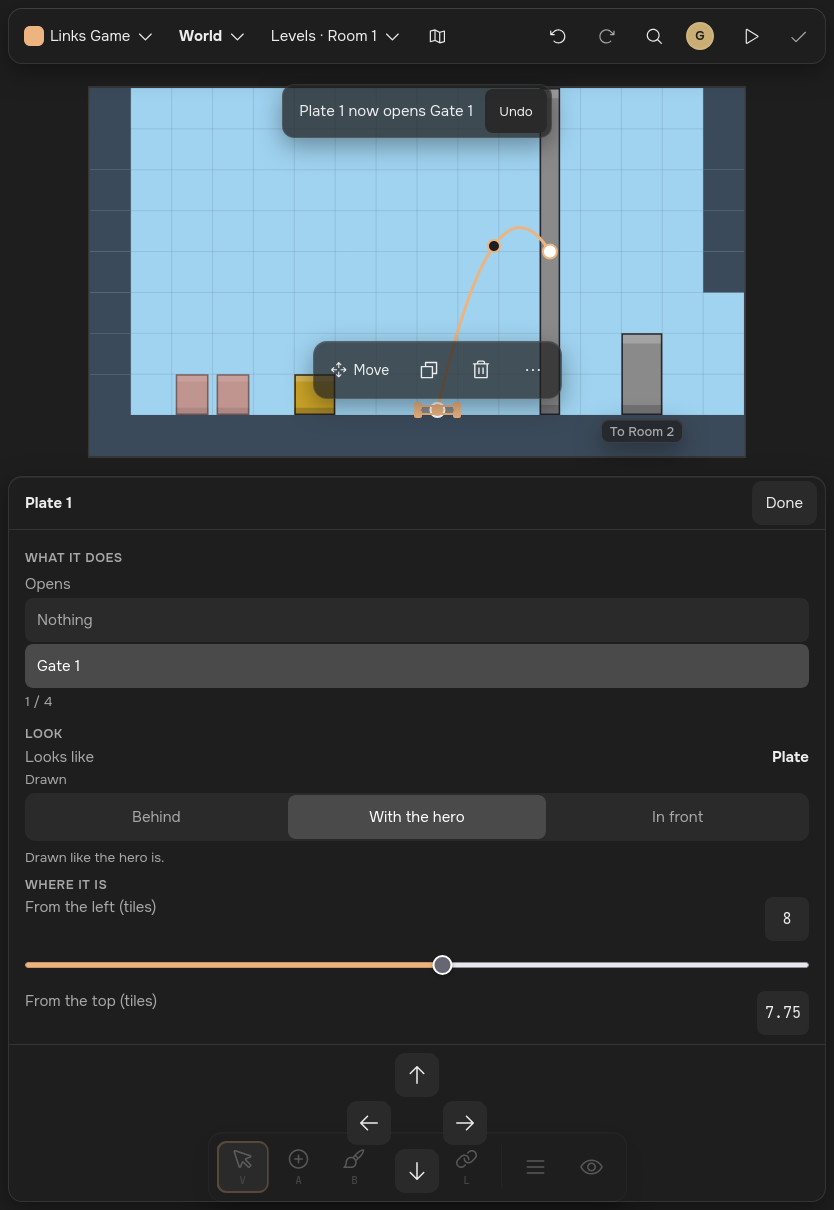 Links Game
World
Levels · Room 1
G
Plate 1 now opens Gate 1
Undo
Move
To Room 2
Plate 1
Done
WHAT IT DOES
Opens
Nothing
Gate 1
1 / 4
LOOK
Looks like
Plate
Drawn
Behind
With the hero
In front
Drawn like the hero is.
WHERE IT IS
From the left (tiles)
8
From the top (tiles)
7.75
V
A
B
L